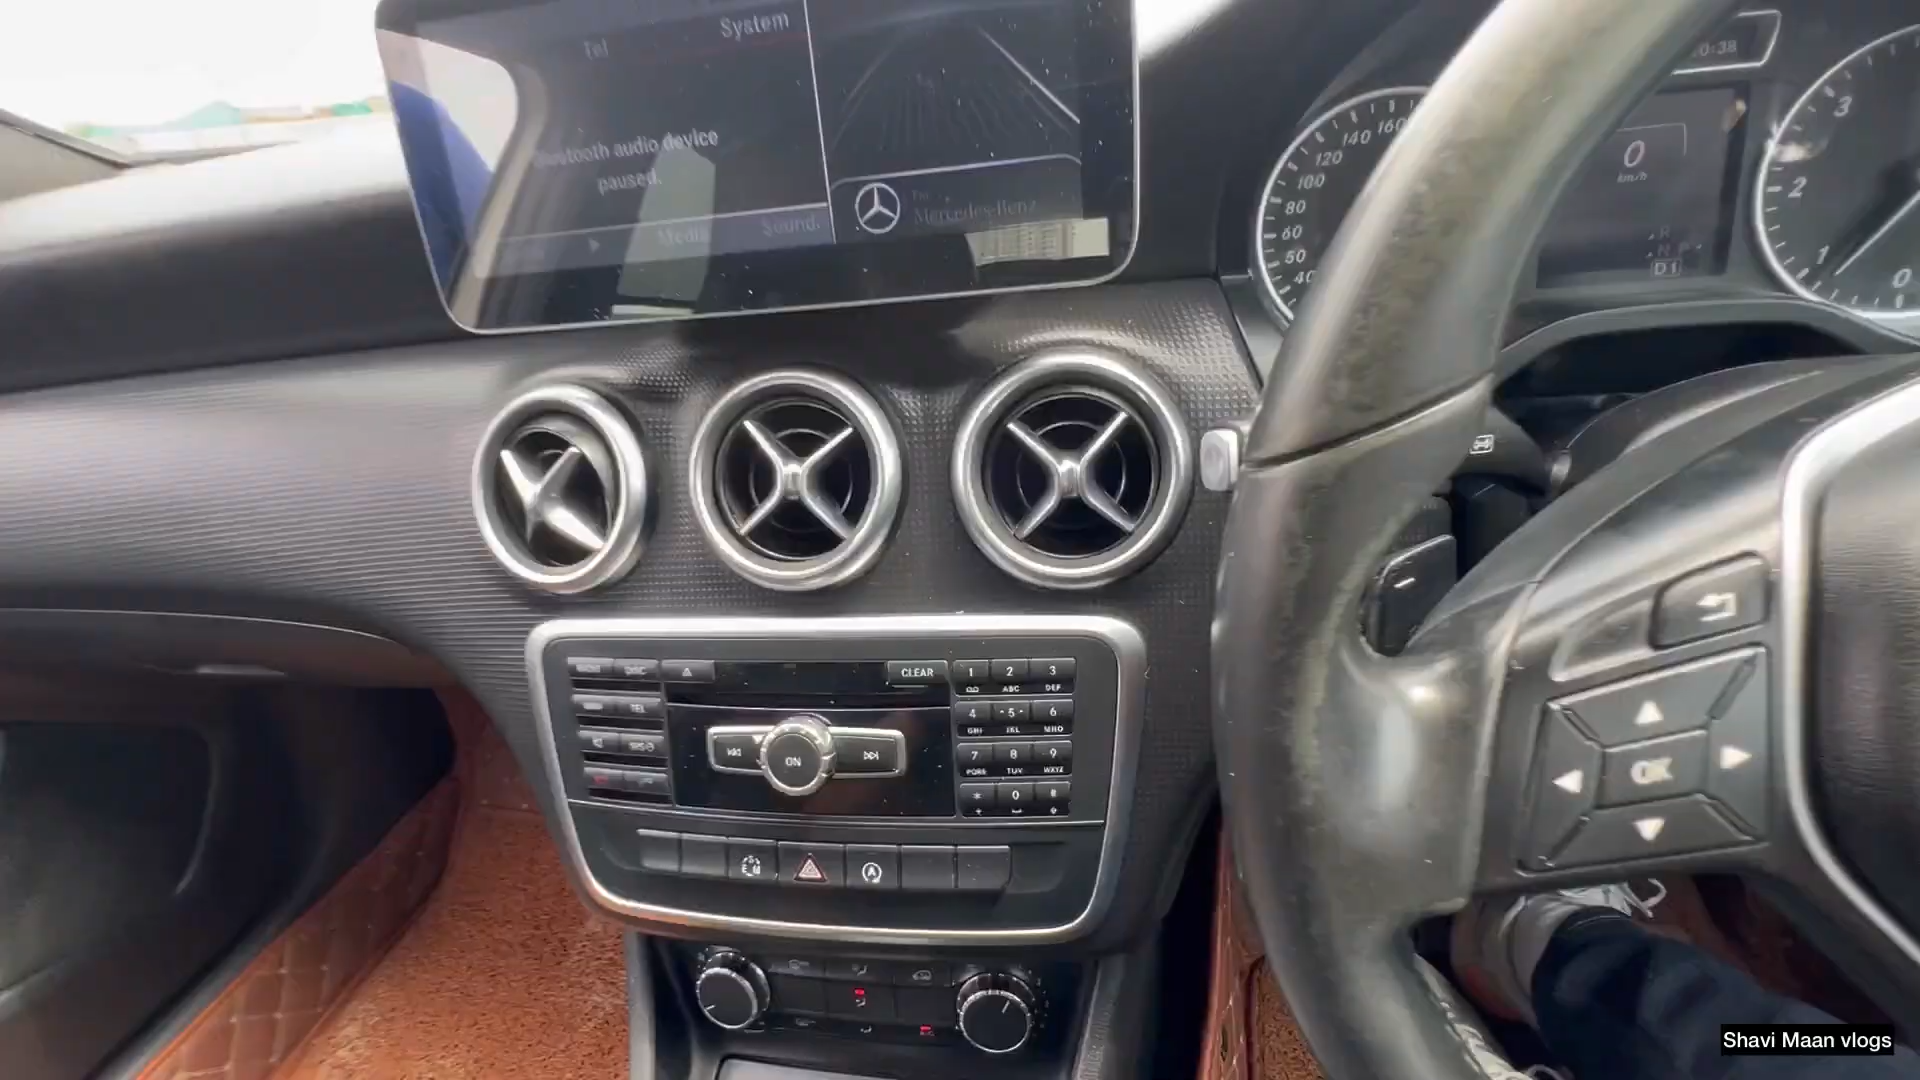 System
Tel
Bluetooth audio device
paused.
Media
Sound
Mercedes-Benz
160
140
120
100
80
60
50
40
0
km/h
R
N P
D1
3
2
1
0
CLEAR
1 2 3
ABC DEF
4 5 6
GHI JKL MNO
7 8 9
PQRS TUV WXYZ
* 0 #
TEL
ON
A
OK
Shavi Maan vlogs